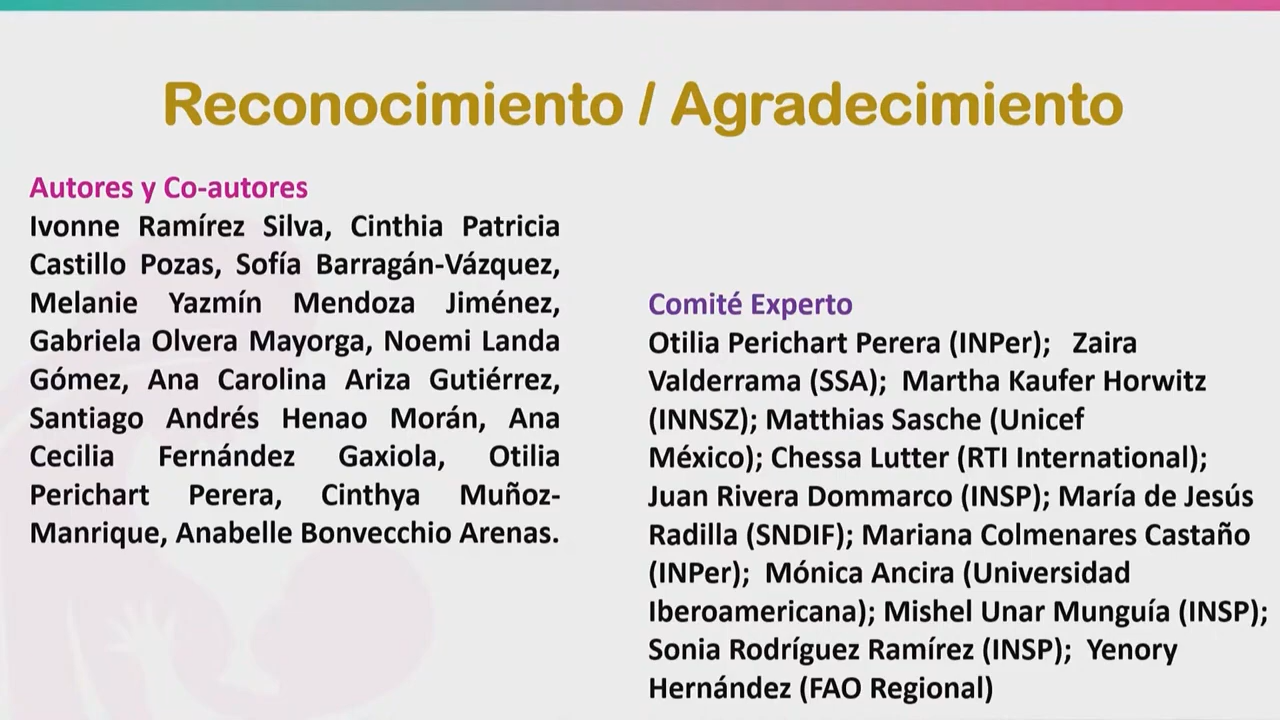 Reconocimiento / Agradecimiento
Autores y Co-autores
Ivonne Ramírez Silva, Cinthia Patricia
Castillo Pozas, Sofía Barragán-Vázquez,
Melanie Yazmín Mendoza Jiménez,
Gabriela Olvera Mayorga, Noemi Landa
Gómez, Ana Carolina Ariza Gutiérrez,
Santiago Andrés Henao Morán, Ana
Cecilia Fernández Gaxiola, Otilia
Perichart Perera, Cinthya Muñoz-
Manrique, Anabelle Bonvecchio Arenas.
Comité Experto
Otilia Perichart Perera (INPer); Zaira
Valderrama (SSA); Martha Kaufer Horwitz
(INNSZ); Matthias Sasche (Unicef
México); Chessa Lutter (RTI International);
Juan Rivera Dommarco (INSP); María de Jesús
Radilla (SNDIF); Mariana Colmenares Castaño
(INPer); Mónica Ancira (Universidad
Iberoamericana); Mishel Unar Munguía (INSP);
Sonia Rodríguez Ramírez (INSP); Yenory
Hernández (FAO Regional)